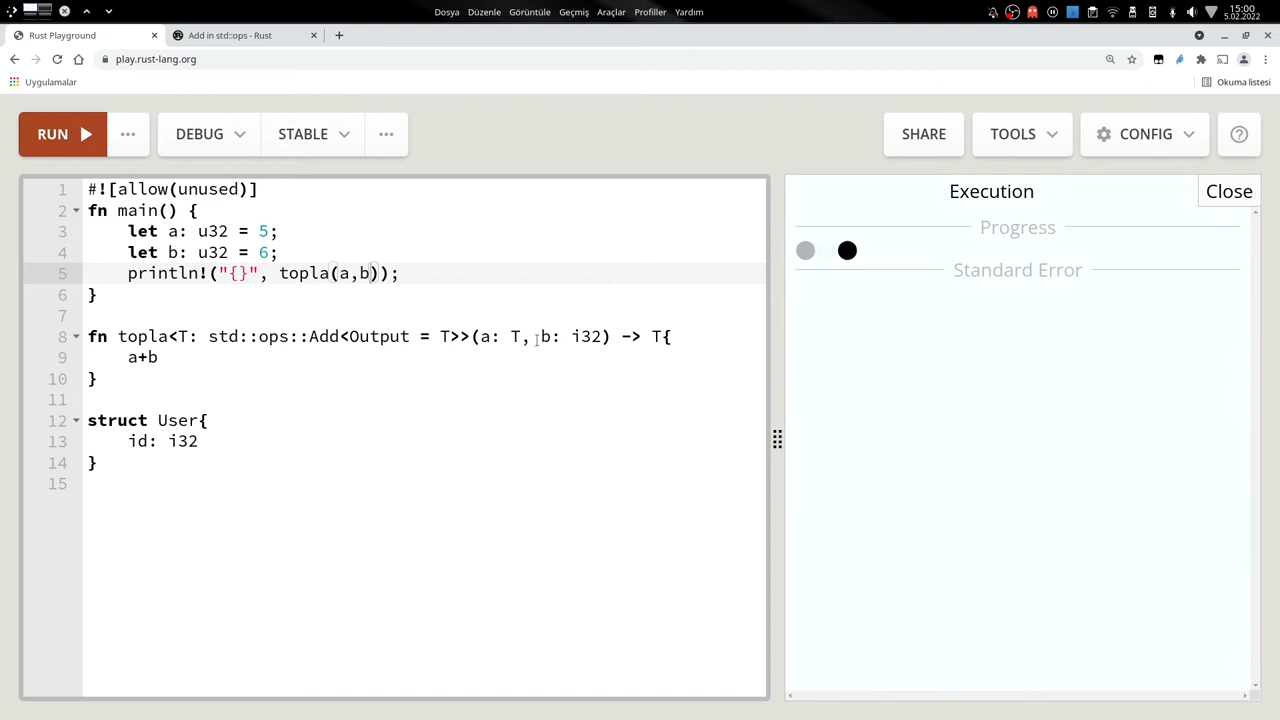 Dosya Düzenle Görüntüle Geçmiş Araçlar Profiller Yardım
15:00
5.02.2022
Rust Playground
Add in std::ops - Rust
play.rust-lang.org
Uygulamalar
Okuma listesi
RUN
DEBUG
STABLE
SHARE
TOOLS
CONFIG
1 #![allow(unused)]
2 fn main() {
3     let a: u32 = 5;
4     let b: u32 = 6;
5     println!("{}", topla(a,b));
6 }
7
8 fn topla<T: std::ops::Add<Output = T>>(a: T, b: i32) -> T{
9     a+b
10 }
11
12 struct User{
13     id: i32
14 }
15
Execution
Close
Progress
Standard Error